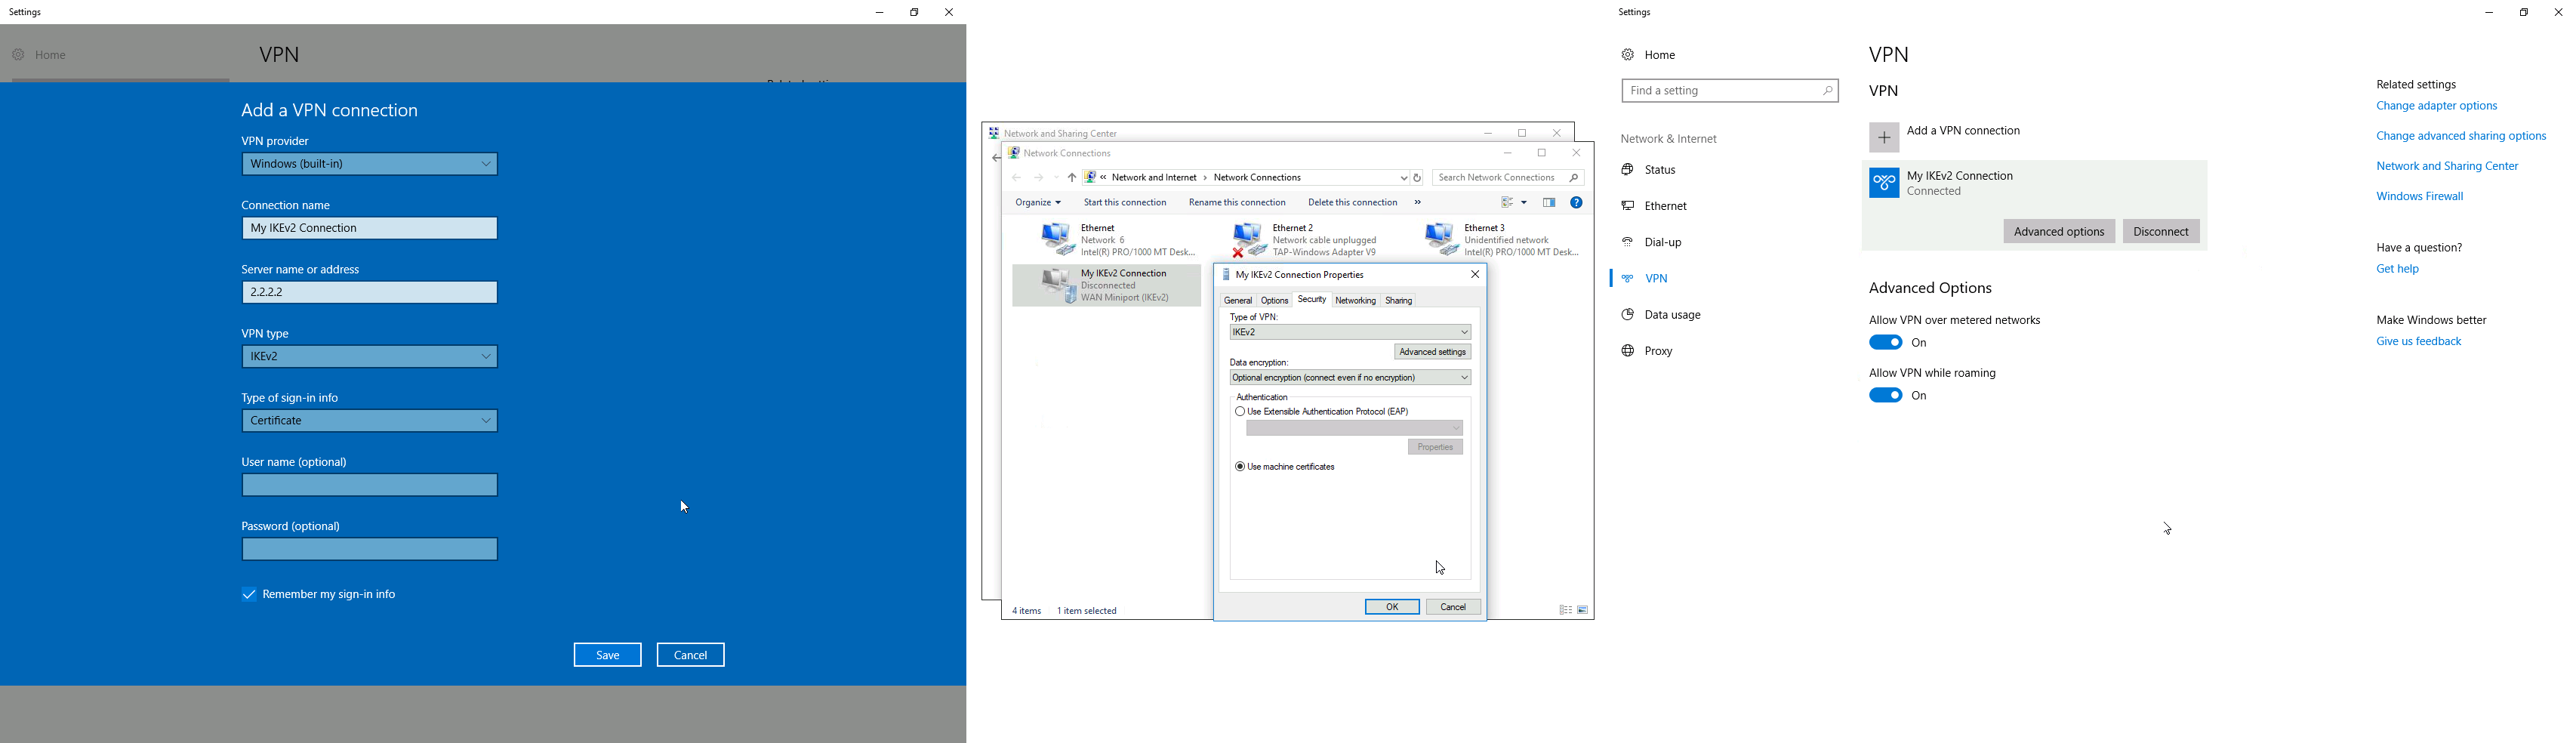 Settings
Home
VPN
Add a VPN connection
VPN provider
Windows (built-in)
Connection name
My IKEv2 Connection
Server name or address
2.2.2.2
VPN type
IKEv2
Type of sign-in info
Certificate
User name (optional)
Password (optional)
Remember my sign-in info
Save
Cancel
Network and Sharing Center
Network Connections
« Network and Internet › Network Connections
Search Network Connections
Organize
Start this connection
Rename this connection
Delete this connection
»
Ethernet
Network 6
Intel(R) PRO/1000 MT Desk...
Ethernet 2
Network cable unplugged
TAP-Windows Adapter V9
Ethernet 3
Unidentified network
Intel(R) PRO/1000 MT Desk...
My IKEv2 Connection
Disconnected
WAN Miniport (IKEv2)
My IKEv2 Connection Properties
General
Options
Security
Networking
Sharing
Type of VPN:
IKEv2
Advanced settings
Data encryption:
Optional encryption (connect even if no encryption)
Authentication
Use Extensible Authentication Protocol (EAP)
Properties
Use machine certificates
OK
Cancel
4 items
1 item selected
Settings
Home
Find a setting
Network & Internet
Status
Ethernet
Dial-up
VPN
Data usage
Proxy
VPN
VPN
Add a VPN connection
My IKEv2 Connection
Connected
Advanced options
Disconnect
Advanced Options
Allow VPN over metered networks
On
Allow VPN while roaming
On
Related settings
Change adapter options
Change advanced sharing options
Network and Sharing Center
Windows Firewall
Have a question?
Get help
Make Windows better
Give us feedback